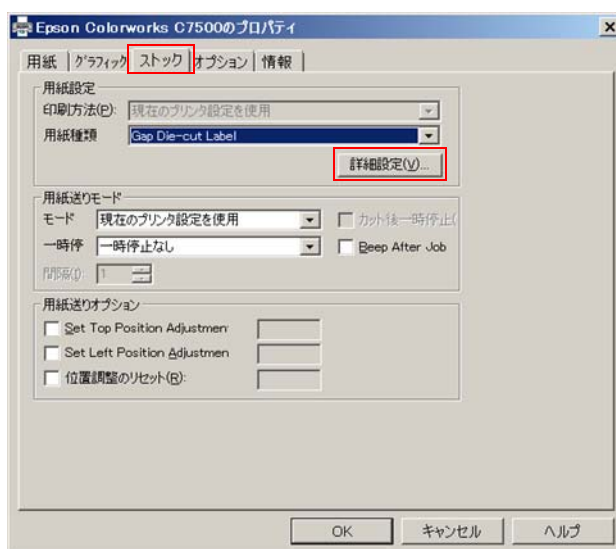 Epson Colorworks C7500のプロパティ
用紙 グラフィック ストック オプション 情報
用紙設定
印刷方法(P): 現在のプリンタ設定を使用
用紙種類 Gap Die-cut Label
詳細設定(V)...
用紙送りモード
モード 現在のプリンタ設定を使用 カット後一時停止(
一時停 一時停止なし Beep After Job
間隔(I): 1
用紙送りオプション
Set Top Position Adjustmen
Set Left Position Adjustmen
位置調整のリセット(R):
OK キャンセル ヘルプ